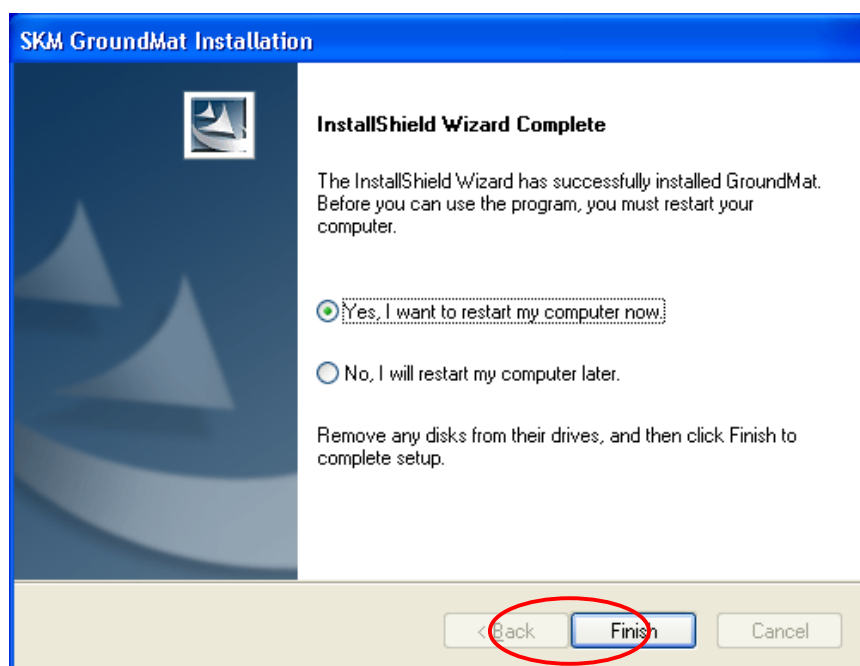 SKM GroundMat Installation
InstallShield Wizard Complete
The InstallShield Wizard has successfully installed GroundMat.
Before you can use the program, you must restart your
computer.
Yes, I want to restart my computer now.
No, I will restart my computer later.
Remove any disks from their drives, and then click Finish to
complete setup.
< Back Finish Cancel